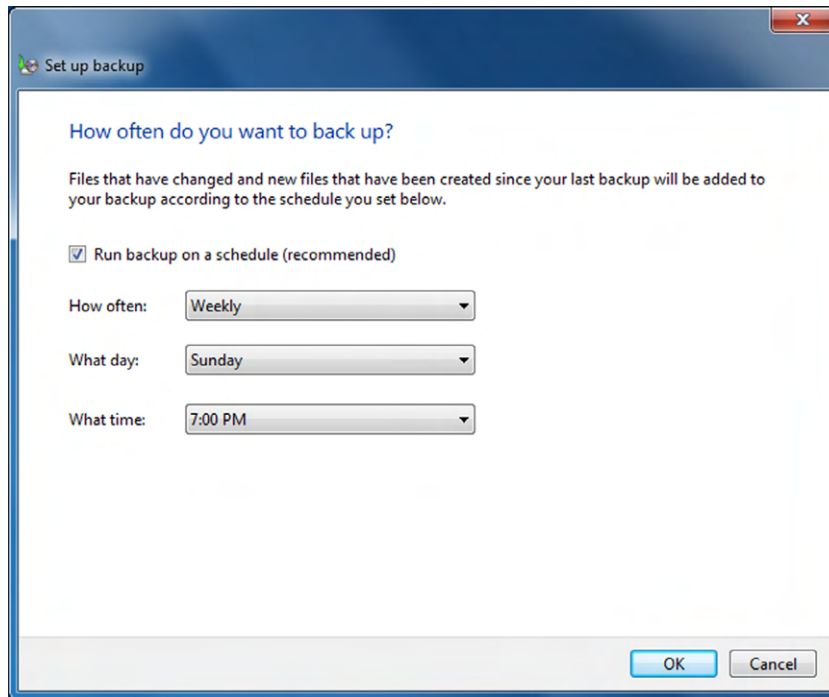 Set up backup
How often do you want to back up?
Files that have changed and new files that have been created since your last backup will be added to
your backup according to the schedule you set below.
Run backup on a schedule (recommended)
How often: Weekly
What day: Sunday
What time: 7:00 PM
OK Cancel